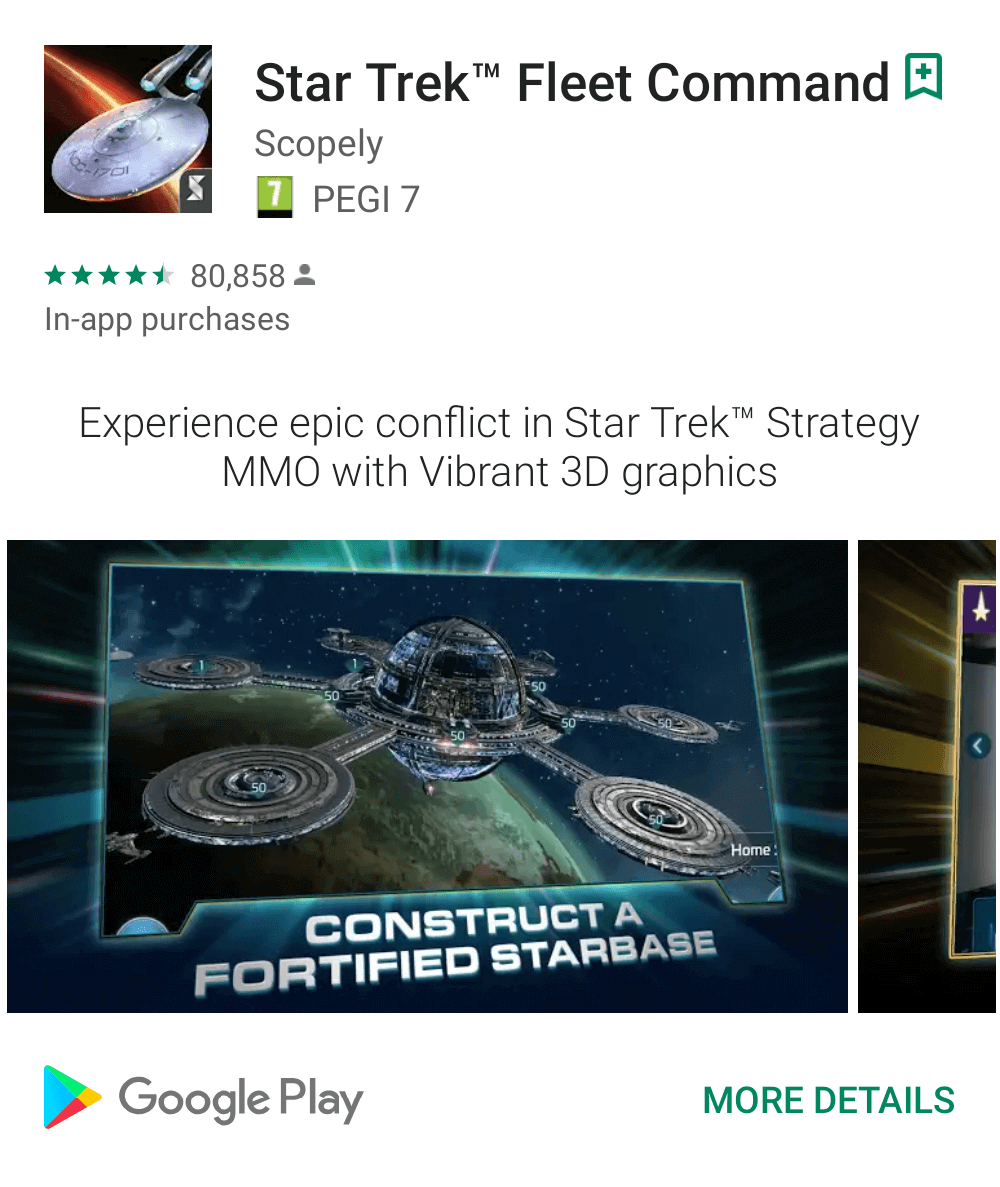 Star Trek™ Fleet Command
Scopely
7 PEGI 7
80,858
In-app purchases
Experience epic conflict in Star Trek™ Strategy
MMO with Vibrant 3D graphics
1
1
50
50
50
50
50
50
50
Home
CONSTRUCT A
FORTIFIED STARBASE
Google Play
MORE DETAILS